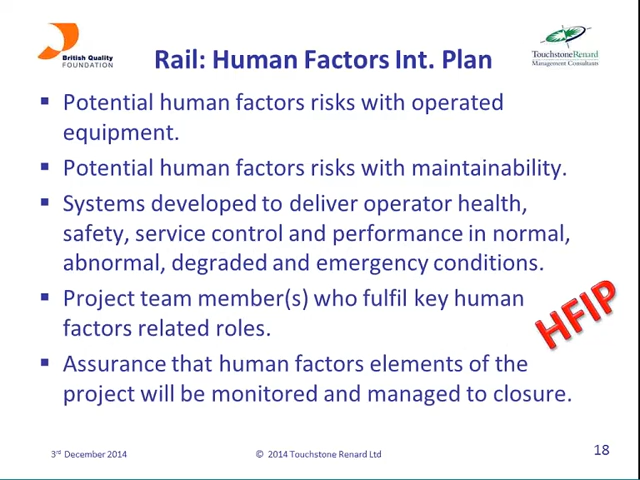 British Quality
FOUNDATION
TouchstoneRenard
Management Consultants
Rail: Human Factors Int. Plan
▪ Potential human factors risks with operated
equipment.
▪ Potential human factors risks with maintainability.
▪ Systems developed to deliver operator health,
safety, service control and performance in normal,
abnormal, degraded and emergency conditions.
▪ Project team member(s) who fulfil key human
factors related roles.
▪ Assurance that human factors elements of the
project will be monitored and managed to closure.
HFIP
3rd December 2014
© 2014 Touchstone Renard Ltd
18